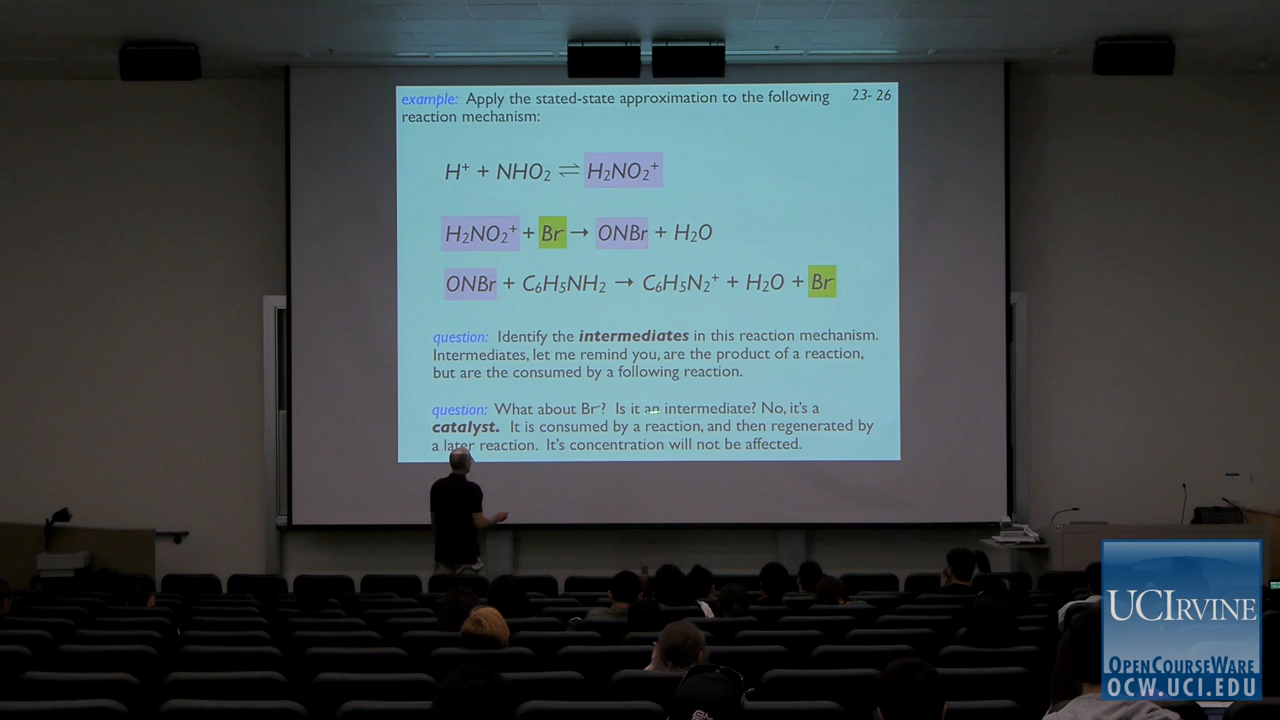 example: Apply the stated-state approximation to the following
23- 26
reaction mechanism:
H⁺ + NHO₂ ⇌ H₂NO₂⁺
H₂NO₂⁺ + Br⁻ → ONBr + H₂O
ONBr + C₆H₅NH₂ → C₆H₅N₂⁺ + H₂O + Br⁻
question: Identify the intermediates in this reaction mechanism.
Intermediates, let me remind you, are the product of a reaction,
but are the consumed by a following reaction.
question: What about Br⁻? Is it an intermediate? No, it's a
catalyst. It is consumed by a reaction, and then regenerated by
a later reaction. It's concentration will not be affected.
UCIRVINE
OPENCOURSEWARE
OCW.UCI.EDU